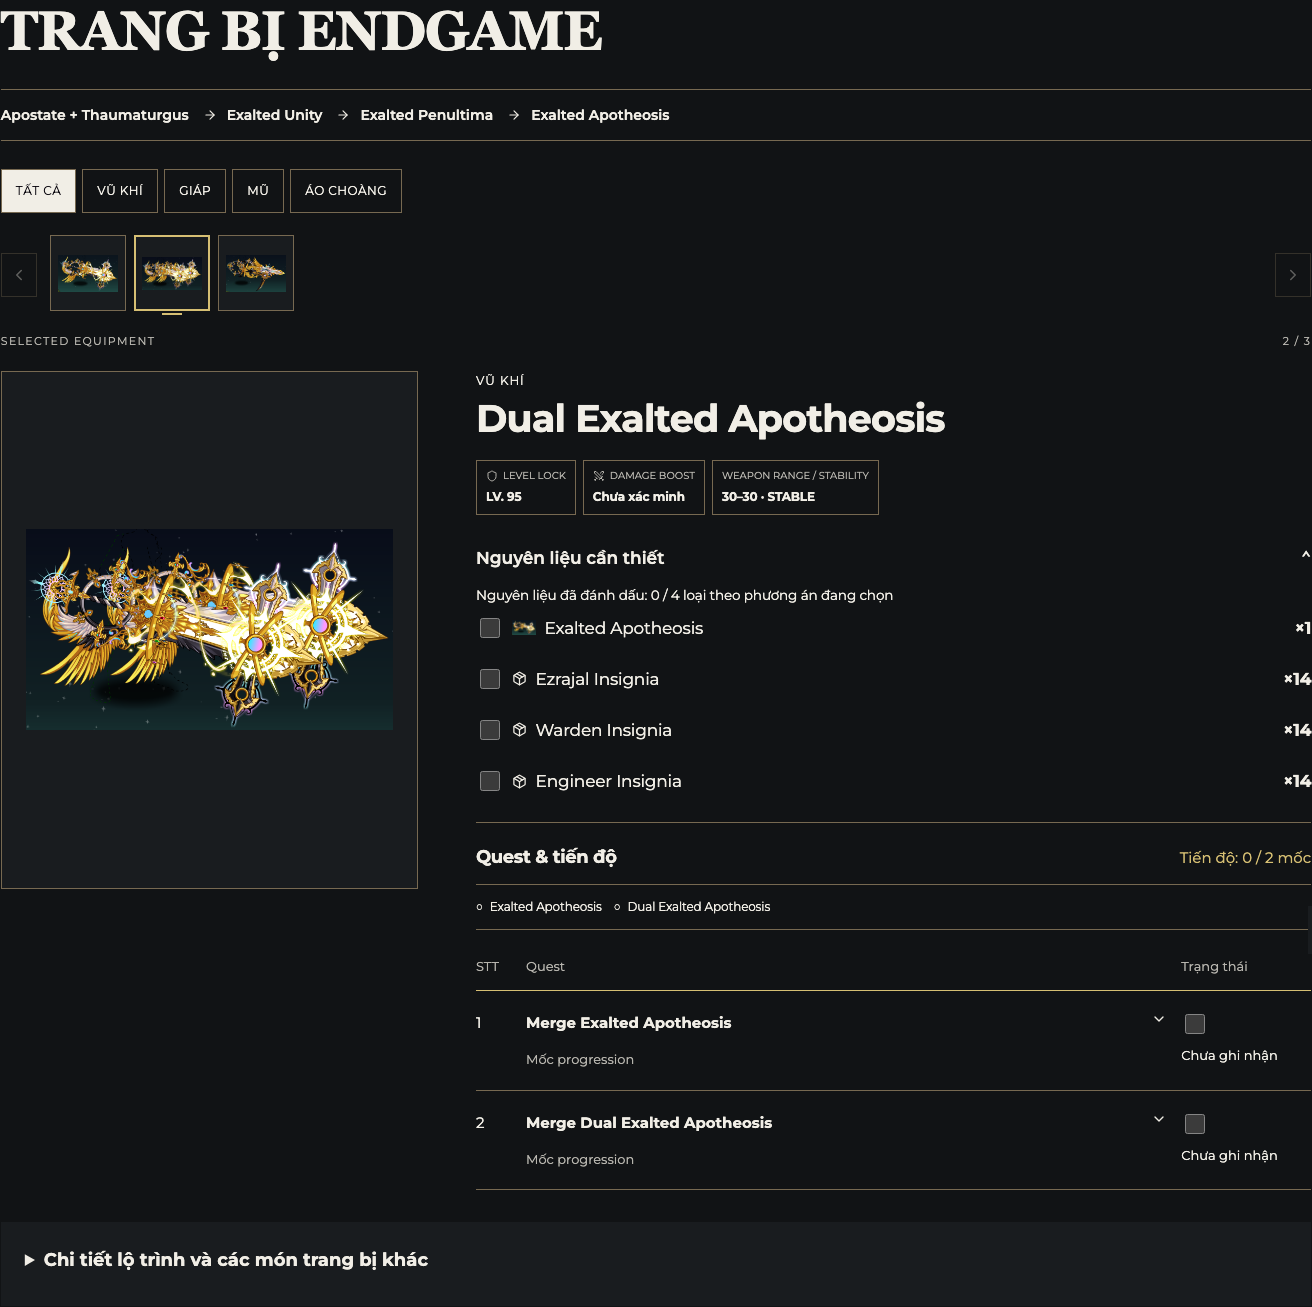 TRANG BỊ ENDGAME
Apostate + Thaumaturgus → Exalted Unity → Exalted Penultima → Exalted Apotheosis
TẤT CẢ VŨ KHÍ GIÁP MŨ ÁO CHOÀNG
SELECTED EQUIPMENT 2 / 3
VŨ KHÍ
Dual Exalted Apotheosis
LEVEL LOCK DAMAGE BOOST WEAPON RANGE / STABILITY
LV. 95 Chưa xác minh 30–30 · STABLE
Nguyên liệu cần thiết
Nguyên liệu đã đánh dấu: 0 / 4 loại theo phương án đang chọn
Exalted Apotheosis ×1
Ezrajal Insignia ×14
Warden Insignia ×14
Engineer Insignia ×14
Quest & tiến độ Tiến độ: 0 / 2 mốc
Exalted Apotheosis Dual Exalted Apotheosis
STT Quest Trạng thái
1 Merge Exalted Apotheosis
Mốc progression Chưa ghi nhận
2 Merge Dual Exalted Apotheosis
Mốc progression Chưa ghi nhận
Chi tiết lộ trình và các món trang bị khác